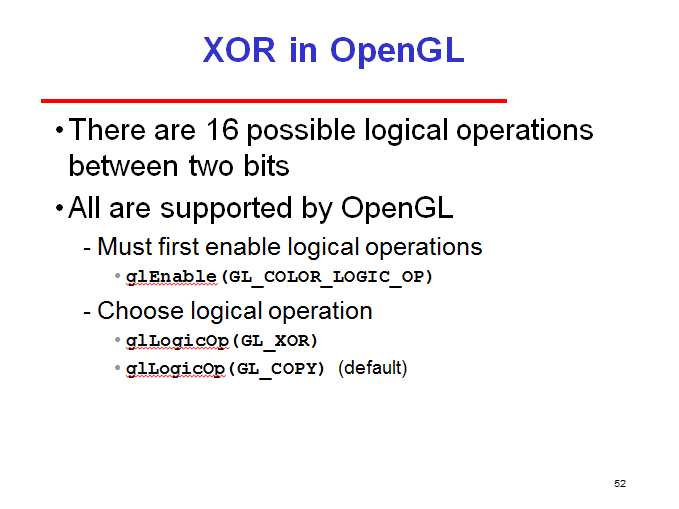 XOR in OpenGL
• There are 16 possible logical operations
between two bits
• All are supported by OpenGL
- Must first enable logical operations
• glEnable(GL_COLOR_LOGIC_OP)
- Choose logical operation
• glLogicOp(GL_XOR)
• glLogicOp(GL_COPY) (default)
52